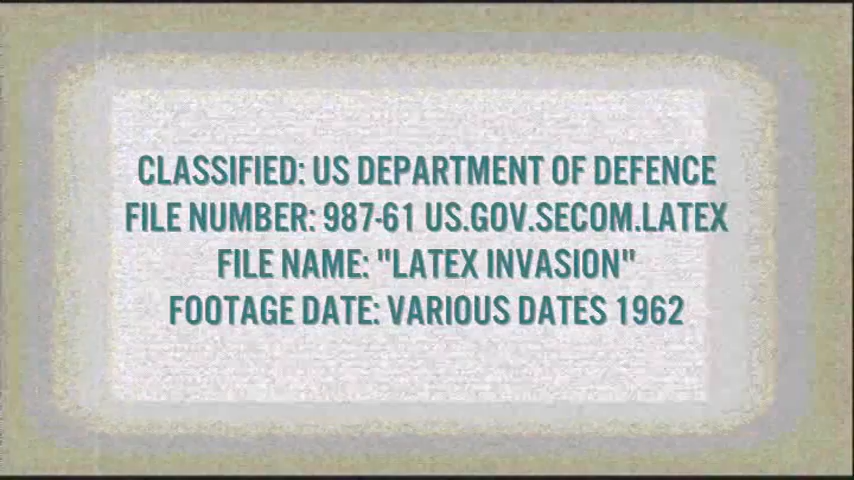 CLASSIFIED: US DEPARTMENT OF DEFENCE
FILE NUMBER: 987-61 US.GOV.SECOM.LATEX
FILE NAME: "LATEX INVASION"
FOOTAGE DATE: VARIOUS DATES 1962